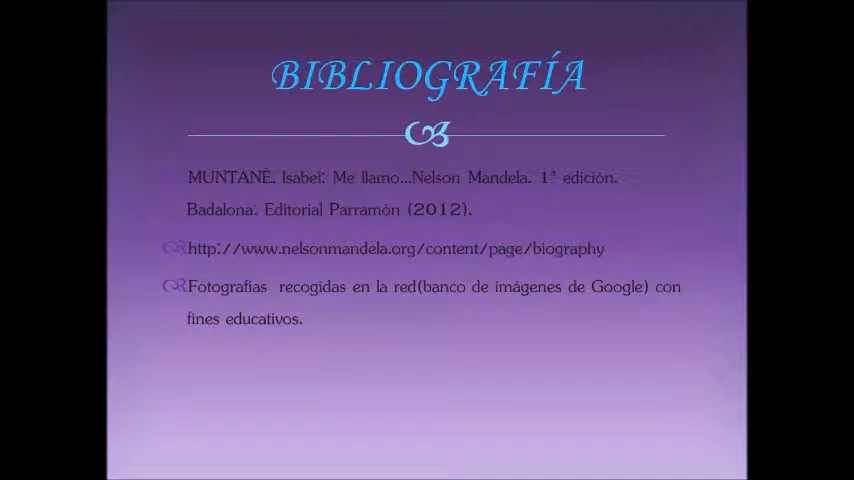 BIBLIOGRAFÍA
MUNTANÉ. Isabel: Me llamo...Nelson Mandela. 1ª edición.
Badalona: Editorial Parramón (2012).
http://www.nelsonmandela.org/content/page/biography
Fotografías recogidas en la red(banco de imágenes de Google) con
fines educativos.